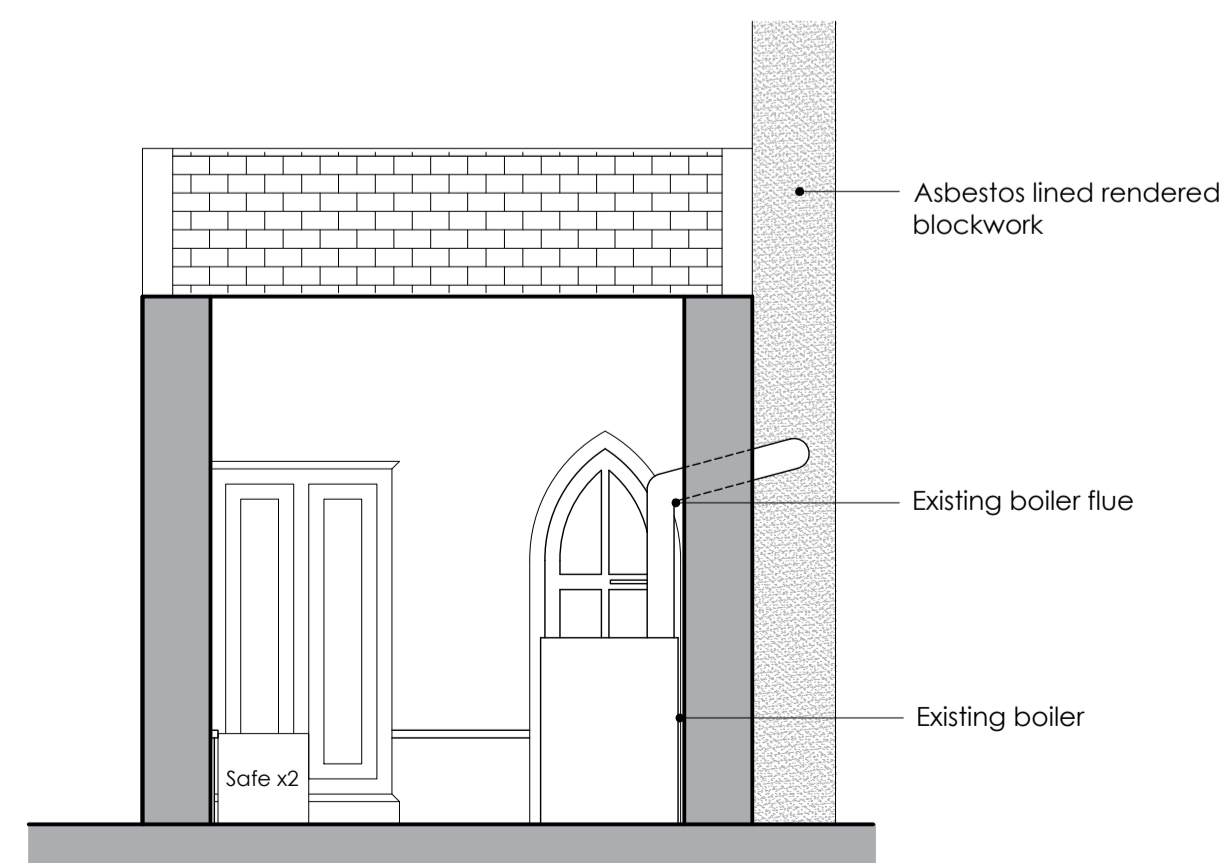 Asbestos lined rendered
blockwork
Existing boiler flue
Existing boiler
Safe x2